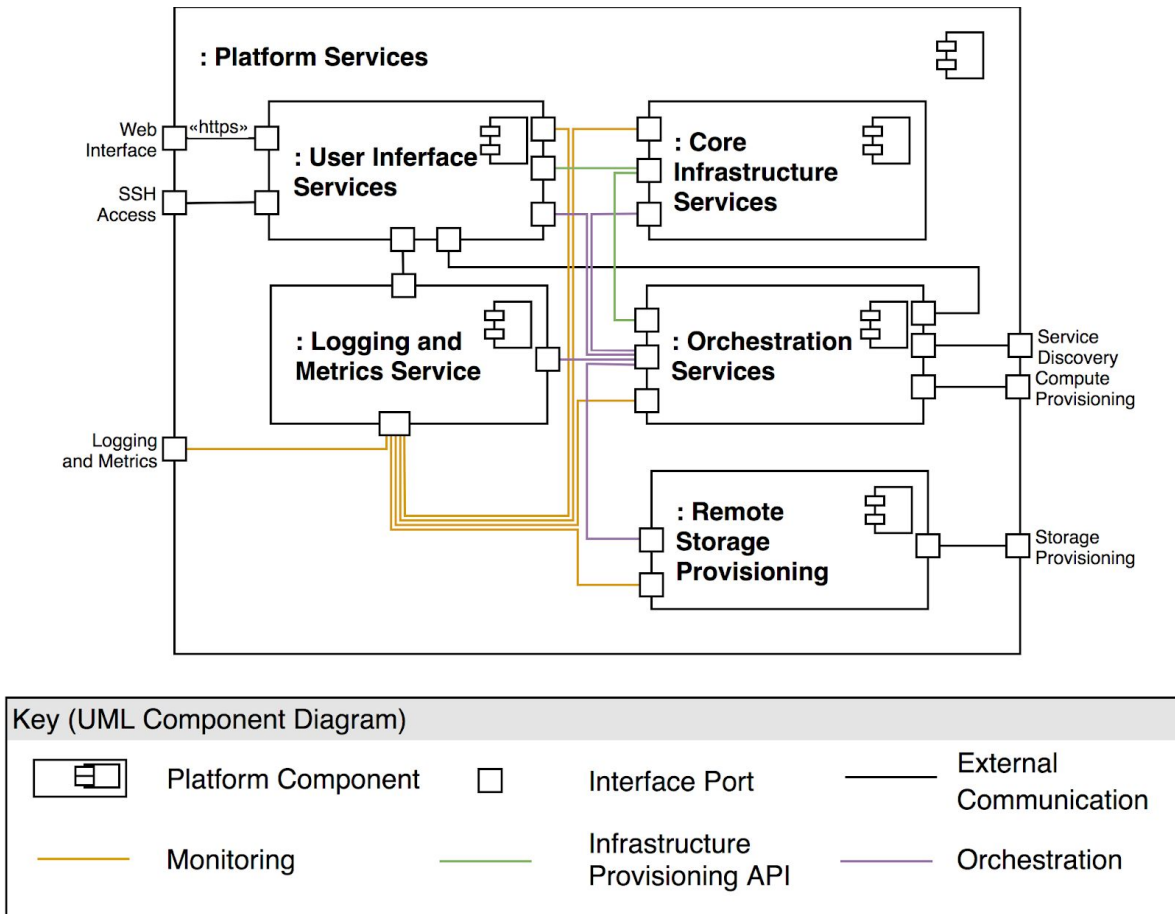 : Platform Services
Web
Interface
«https»
SSH
Access
: User Inferface
Services
: Core
Infrastructure
Services
: Logging and
Metrics Service
: Orchestration
Services
Service
Discovery
Compute
Provisioning
Logging
and Metrics
: Remote
Storage
Provisioning
Storage
Provisioning
Key (UML Component Diagram)
Platform Component
Interface Port
External
Communication
Monitoring
Infrastructure
Provisioning API
Orchestration